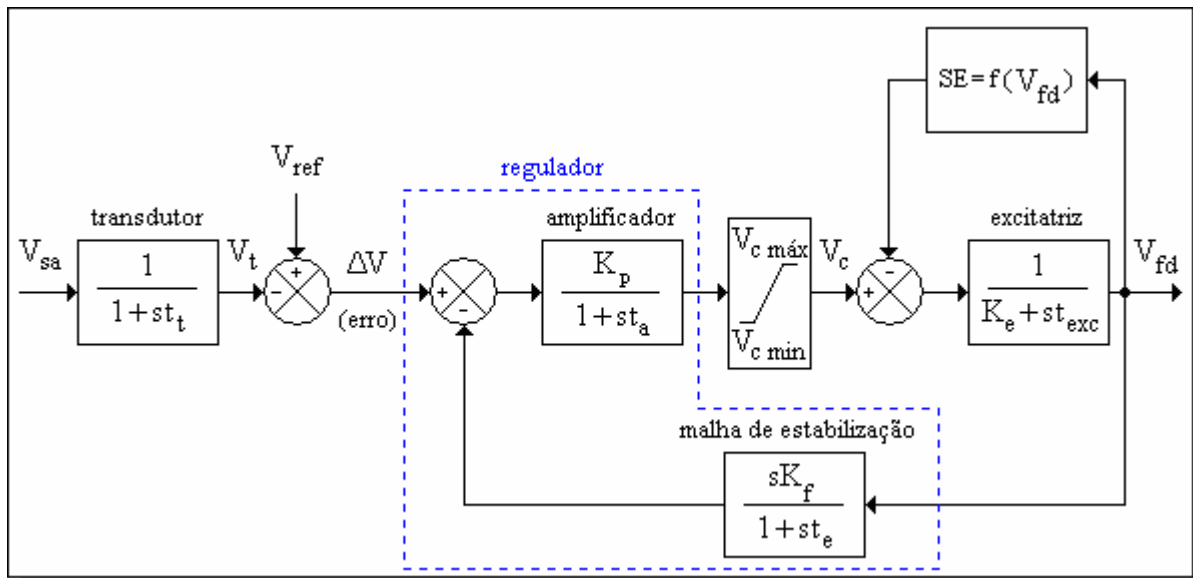 SE=f(V_fd)
V_ref
regulador
transdutor
amplificador
excitatriz
V_sa
1
1+st_t
V_t
+
-
ΔV
(erro)
+
-
K_p
1+st_a
V_c máx
V_c min
V_c
-
+
1
K_e+st_exc
V_fd
malha de estabilização
sK_f
1+st_e